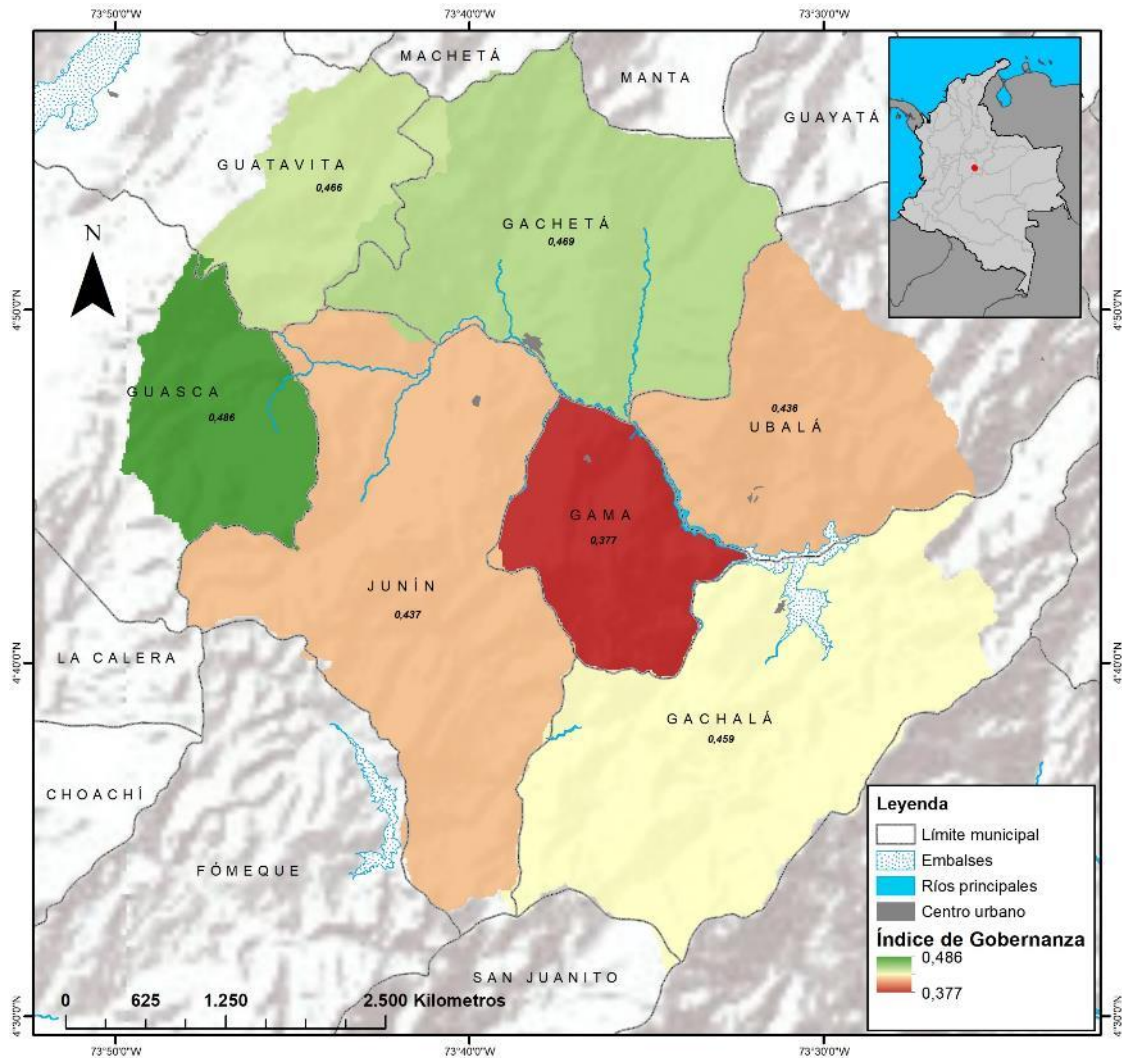 73°50'0"W
73°40'0"W
73°30'0"W
MACHETÁ
MANTA
GUAYATÁ
GUATAVITA
0,466
GACHETÁ
0,469
N
4°50'0"N
4°50'0"N
GUASCA
0,486
0,436
UBALÁ
GAMA
0,377
JUNÍN
0,437
LA CALERA
4°40'0"N
4°40'0"N
GACHALÁ
0,459
CHOACHÍ
FÓMEQUE
SAN JUANITO
Leyenda
Límite municipal
Embalses
Ríos principales
Centro urbano
Índice de Gobernanza
0,486
0,377
0 625 1.250 2.500 Kilometros
4°30'0"N
4°30'0"N
73°50'0"W
73°40'0"W
73°30'0"W